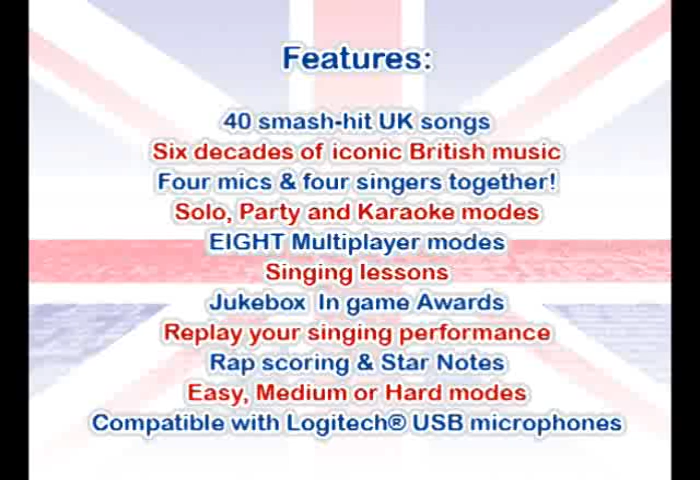 Features:
40 smash-hit UK songs
Six decades of iconic British music
Four mics & four singers together!
Solo, Party and Karaoke modes
EIGHT Multiplayer modes
Singing lessons
Jukebox In game Awards
Replay your singing performance
Rap scoring & Star Notes
Easy, Medium or Hard modes
Compatible with Logitech® USB microphones